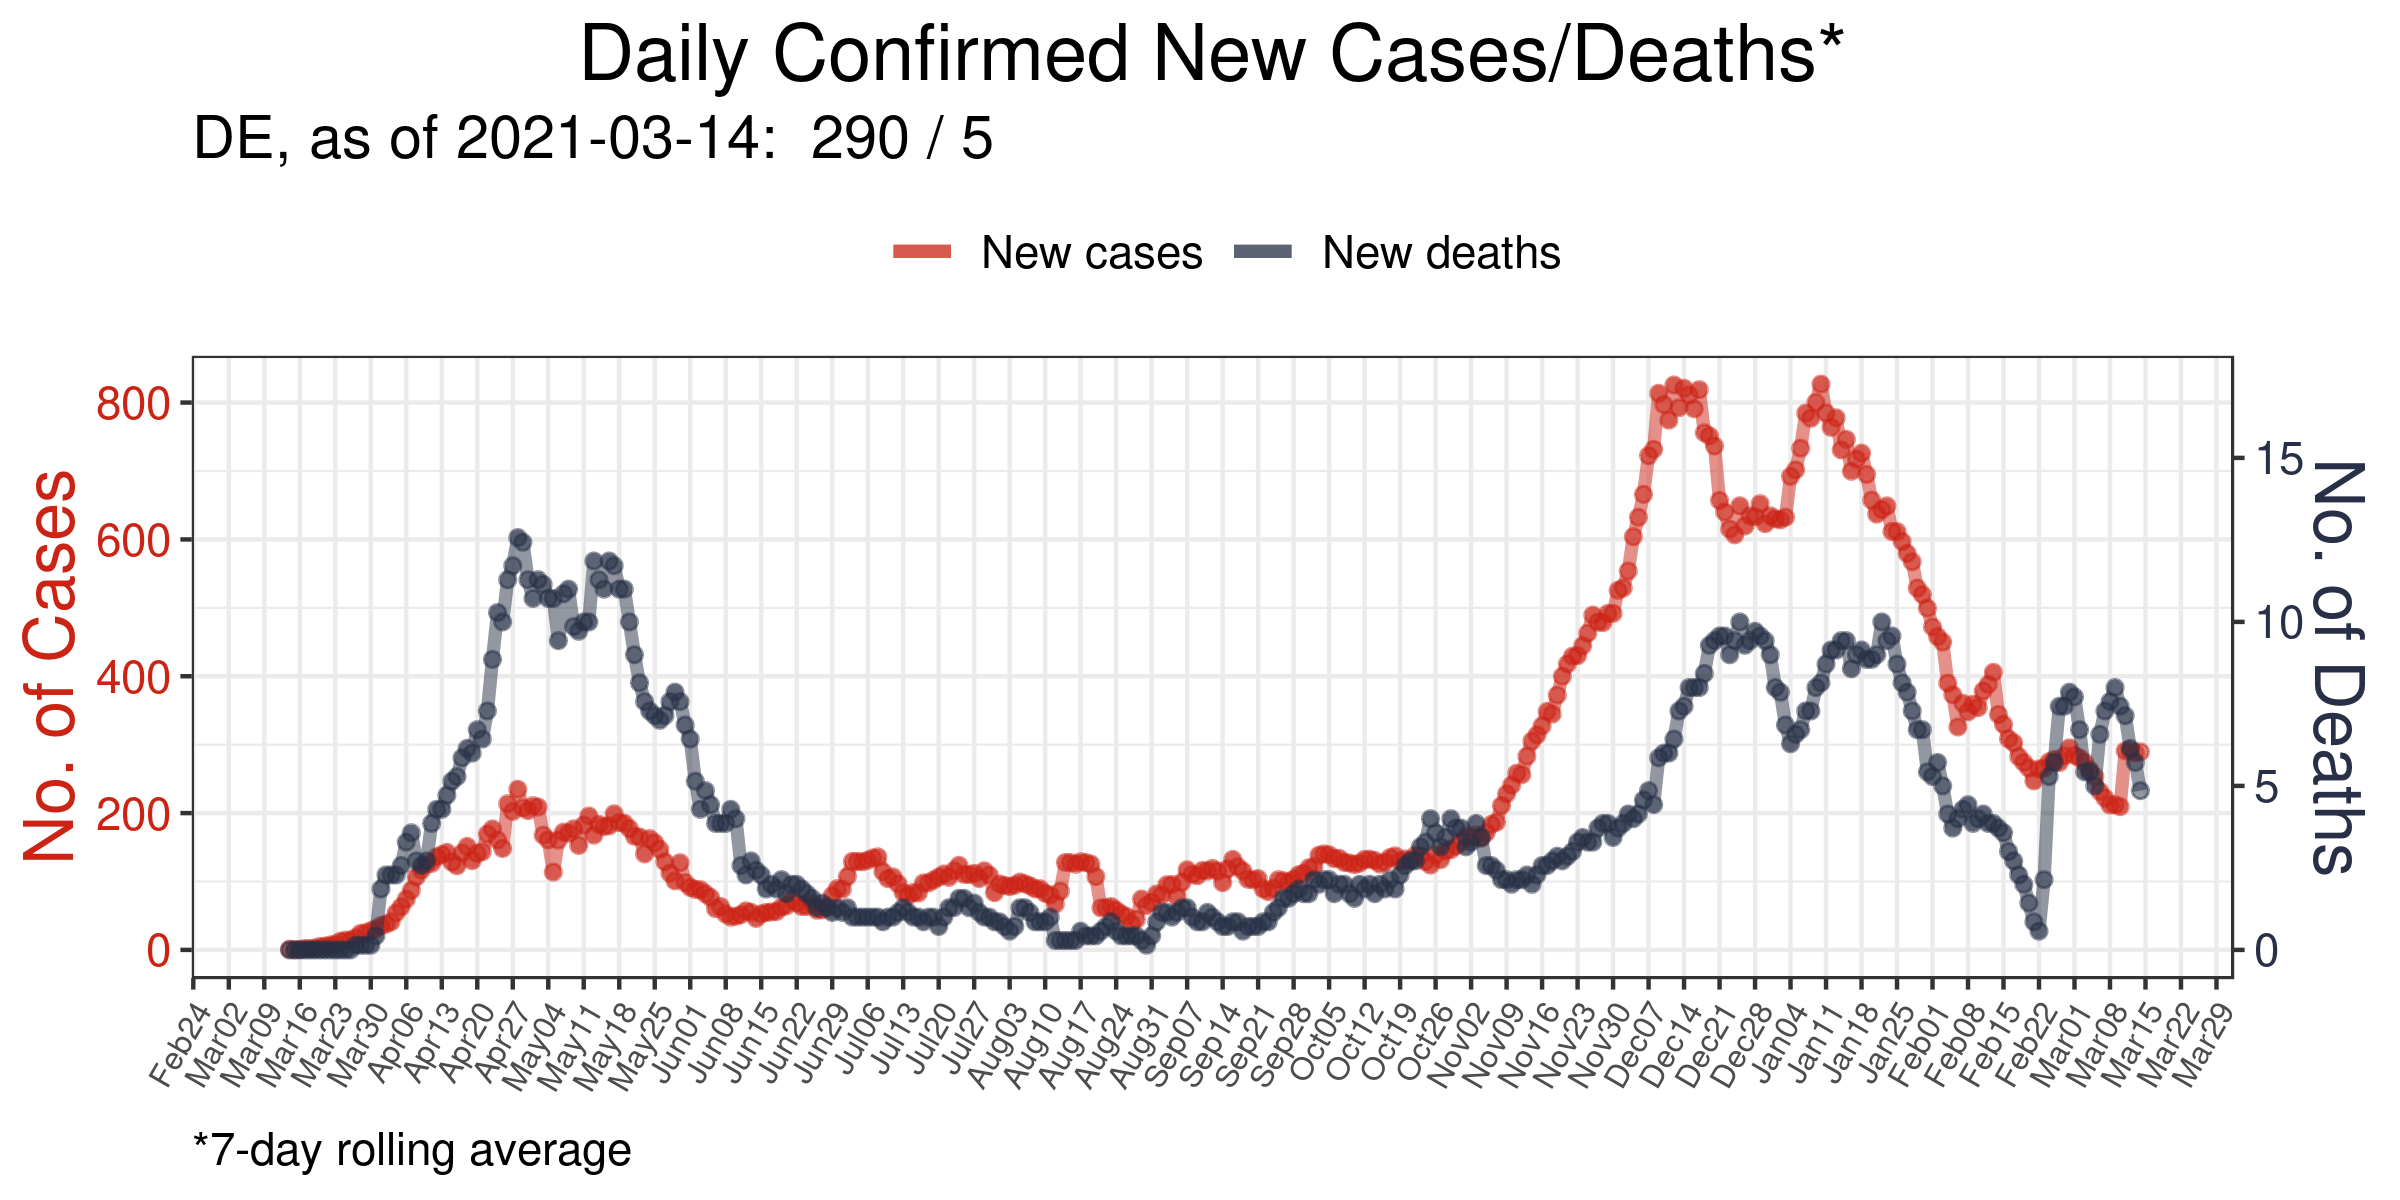 Daily Confirmed New Cases/Deaths*
DE, as of 2021-03-14:  290 / 5
New cases
New deaths
No. of Cases
800
600
400
200
0
15
10
5
0
No. of Deaths
Feb24
Mar02
Mar09
Mar16
Mar23
Mar30
Apr06
Apr13
Apr20
Apr27
May04
May11
May18
May25
Jun01
Jun08
Jun15
Jun22
Jun29
Jul06
Jul13
Jul20
Jul27
Aug03
Aug10
Aug17
Aug24
Aug31
Sep07
Sep14
Sep21
Sep28
Oct05
Oct12
Oct19
Oct26
Nov02
Nov09
Nov16
Nov23
Nov30
Dec07
Dec14
Dec21
Dec28
Jan04
Jan11
Jan18
Jan25
Feb01
Feb08
Feb15
Feb22
Mar01
Mar08
Mar15
Mar22
Mar29
*7-day rolling average